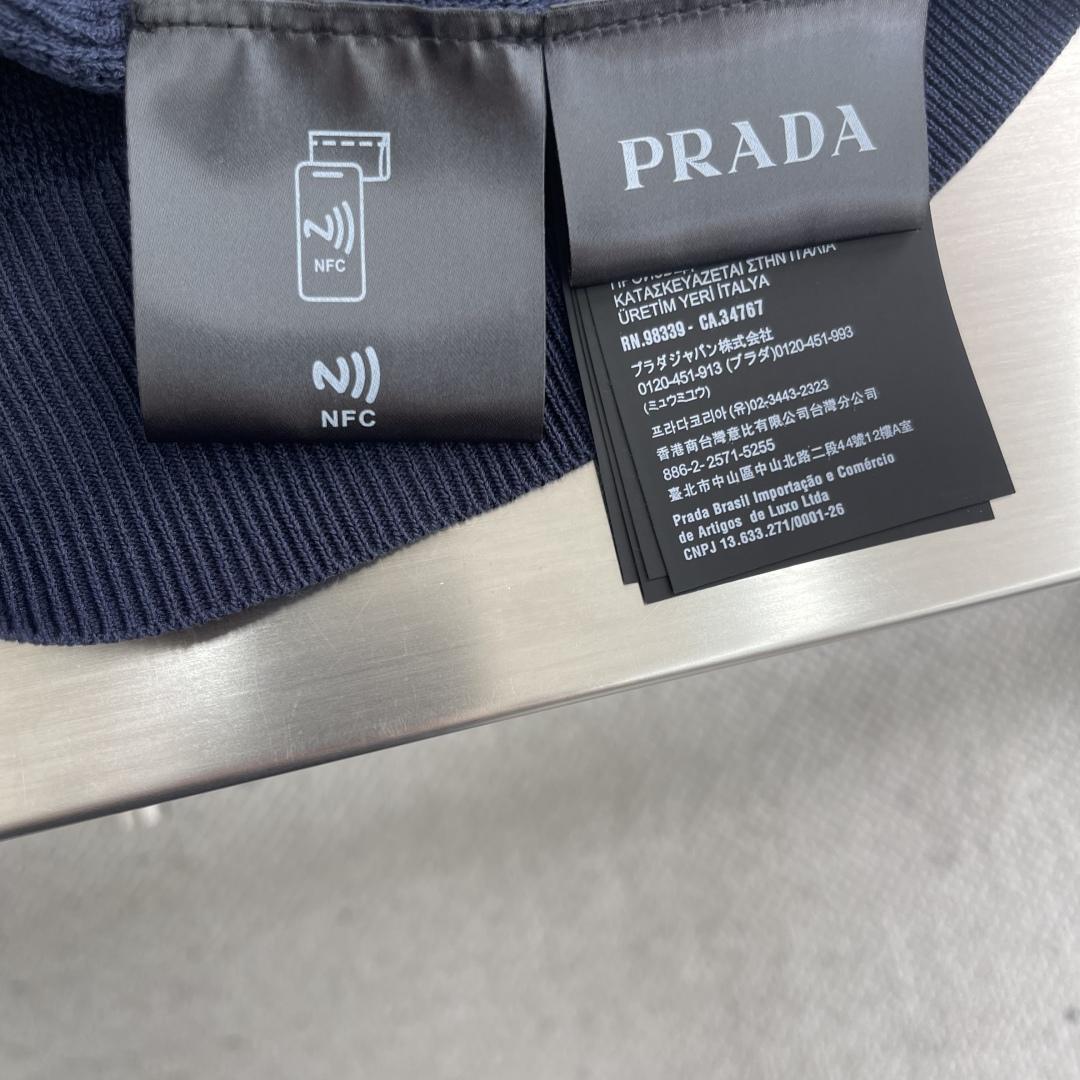 NFC
NFC
PRADA
ΚΑΤΑΣΚΕΥΑΖΕΤΑΙ ΣΤΗΝ ΙΤΑΛΙΑ
ÜRETİM YERİ İTALYA
RN.98339 - CA.34767
プラダジャパン株式会社
0120-451-913 (プラダ)0120-451-993
(ミュウミュウ)
프라다코리아 (유)02-3443-2323
香港商台灣意比有限公司台灣分公司
886-2-2571-5255
臺北市中山區中山北路二段44號12樓A室
Prada Brasil Importação e Comércio
de Artigos de Luxo Ltda
CNPJ 13.633.271/0001-26